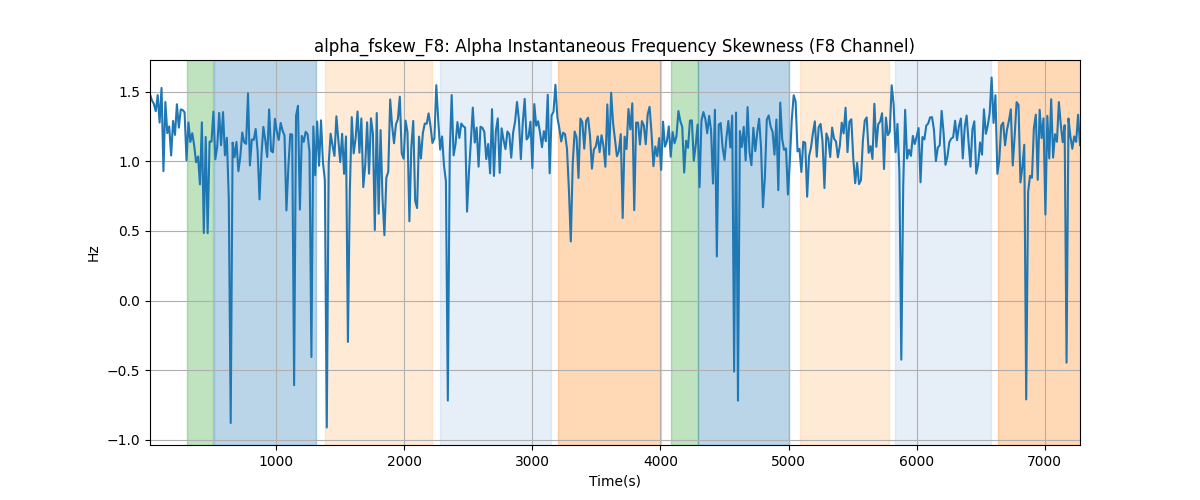 alpha_fskew_F8: Alpha Instantaneous Frequency Skewness (F8 Channel)
Hz
1.5
1.0
0.5
0.0
−0.5
−1.0
1000 2000 3000 4000 5000 6000 7000
Time(s)